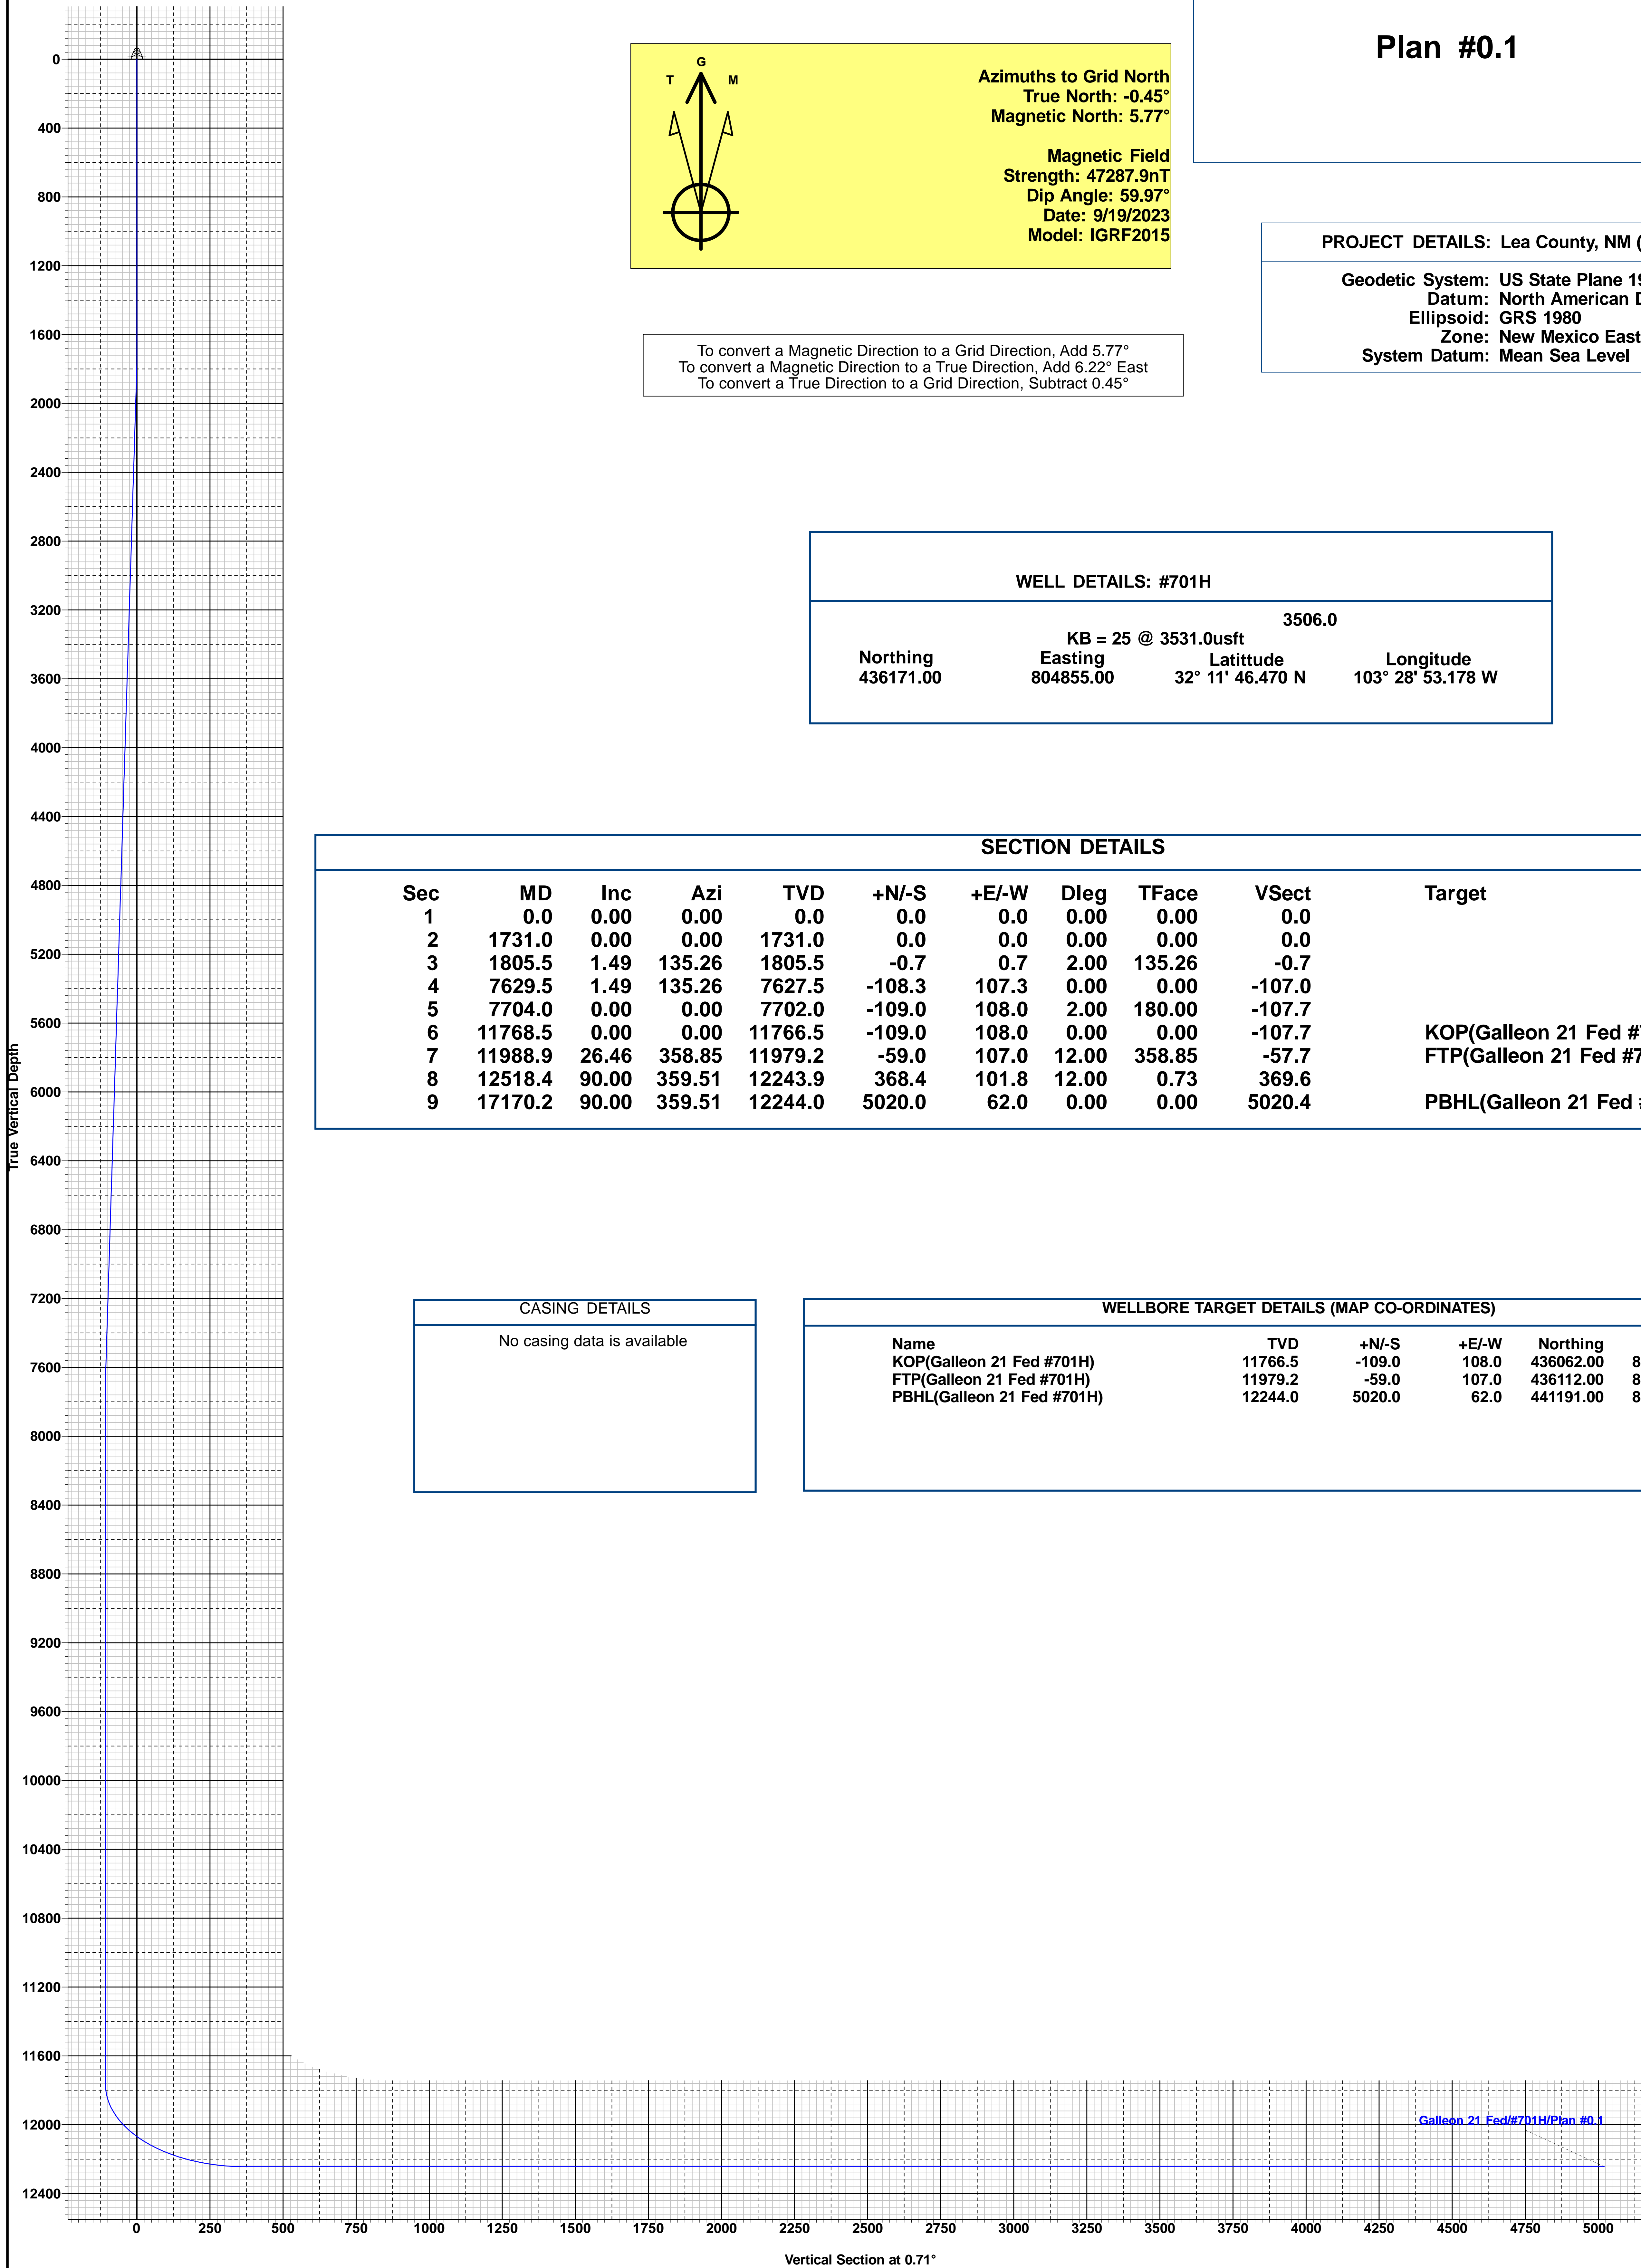 Plan #0.1
G
T M
Azimuths to Grid North
True North: -0.45°
Magnetic North: 5.77°
Magnetic Field
Strength: 47287.9nT
Dip Angle: 59.97°
Date: 9/19/2023
Model: IGRF2015
PROJECT DETAILS: Lea County, NM (
Geodetic System: US State Plane 19
Datum: North American D
Ellipsoid: GRS 1980
Zone: New Mexico East
System Datum: Mean Sea Level
To convert a Magnetic Direction to a Grid Direction, Add 5.77°
To convert a Magnetic Direction to a True Direction, Add 6.22° East
To convert a True Direction to a Grid Direction, Subtract 0.45°
WELL DETAILS: #701H
3506.0
KB = 25 @ 3531.0usft
Northing Easting Latittude Longitude
436171.00 804855.00 32° 11' 46.470 N 103° 28' 53.178 W
SECTION DETAILS
Sec MD Inc Azi TVD +N/-S +E/-W Dleg TFace VSect Target
1 0.0 0.00 0.00 0.0 0.0 0.0 0.00 0.00 0.0
2 1731.0 0.00 0.00 1731.0 0.0 0.0 0.00 0.00 0.0
3 1805.5 1.49 135.26 1805.5 -0.7 0.7 2.00 135.26 -0.7
4 7629.5 1.49 135.26 7627.5 -108.3 107.3 0.00 0.00 -107.0
5 7704.0 0.00 0.00 7702.0 -109.0 108.0 2.00 180.00 -107.7
6 11768.5 0.00 0.00 11766.5 -109.0 108.0 0.00 0.00 -107.7 KOP(Galleon 21 Fed #7
7 11988.9 26.46 358.85 11979.2 -59.0 107.0 12.00 358.85 -57.7 FTP(Galleon 21 Fed #7
8 12518.4 90.00 359.51 12243.9 368.4 101.8 12.00 0.73 369.6
9 17170.2 90.00 359.51 12244.0 5020.0 62.0 0.00 0.00 5020.4 PBHL(Galleon 21 Fed #
CASING DETAILS
No casing data is available
WELLBORE TARGET DETAILS (MAP CO-ORDINATES)
Name TVD +N/-S +E/-W Northing
KOP(Galleon 21 Fed #701H) 11766.5 -109.0 108.0 436062.00 8
FTP(Galleon 21 Fed #701H) 11979.2 -59.0 107.0 436112.00 8
PBHL(Galleon 21 Fed #701H) 12244.0 5020.0 62.0 441191.00 8
True Vertical Depth
0
400
800
1200
1600
2000
2400
2800
3200
3600
4000
4400
4800
5200
5600
6000
6400
6800
7200
7600
8000
8400
8800
9200
9600
10000
10400
10800
11200
11600
12000
12400
Galleon 21 Fed/#701H/Plan #0.1
0 250 500 750 1000 1250 1500 1750 2000 2250 2500 2750 3000 3250 3500 3750 4000 4250 4500 4750 5000
Vertical Section at 0.71°